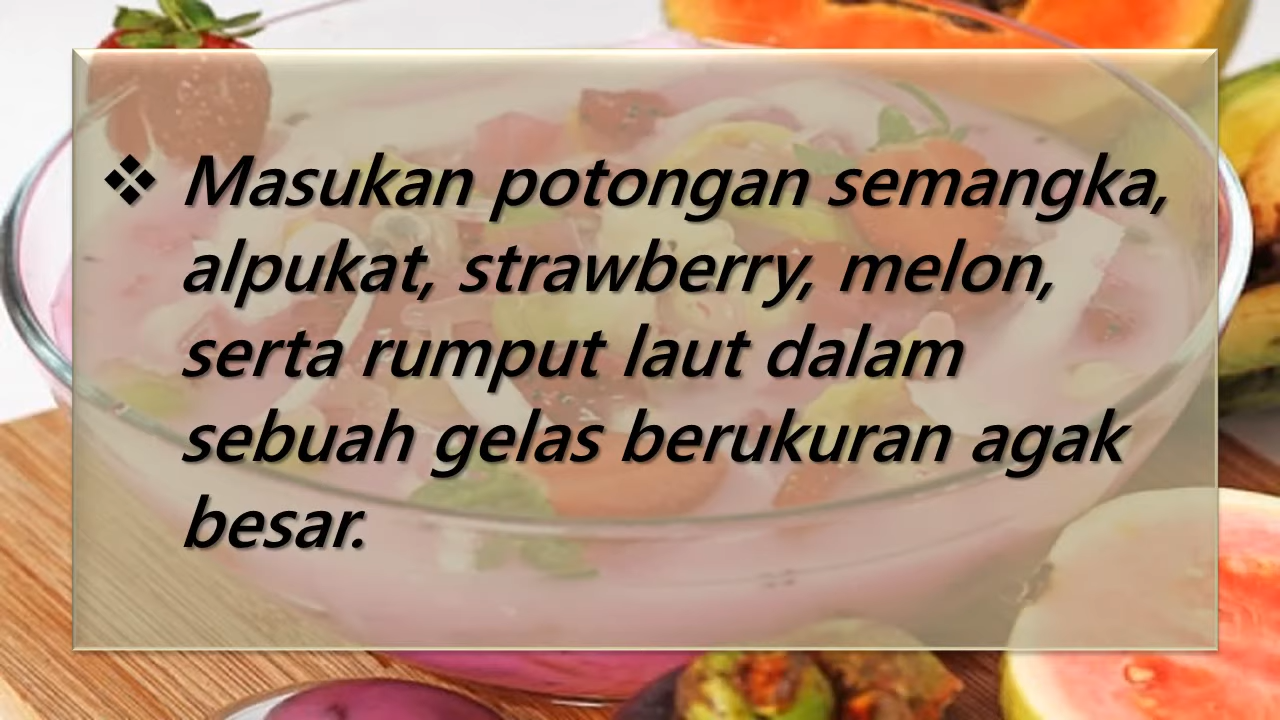 ❖ Masukan potongan semangka,
alpukat, strawberry, melon,
serta rumput laut dalam
sebuah gelas berukuran agak
besar.